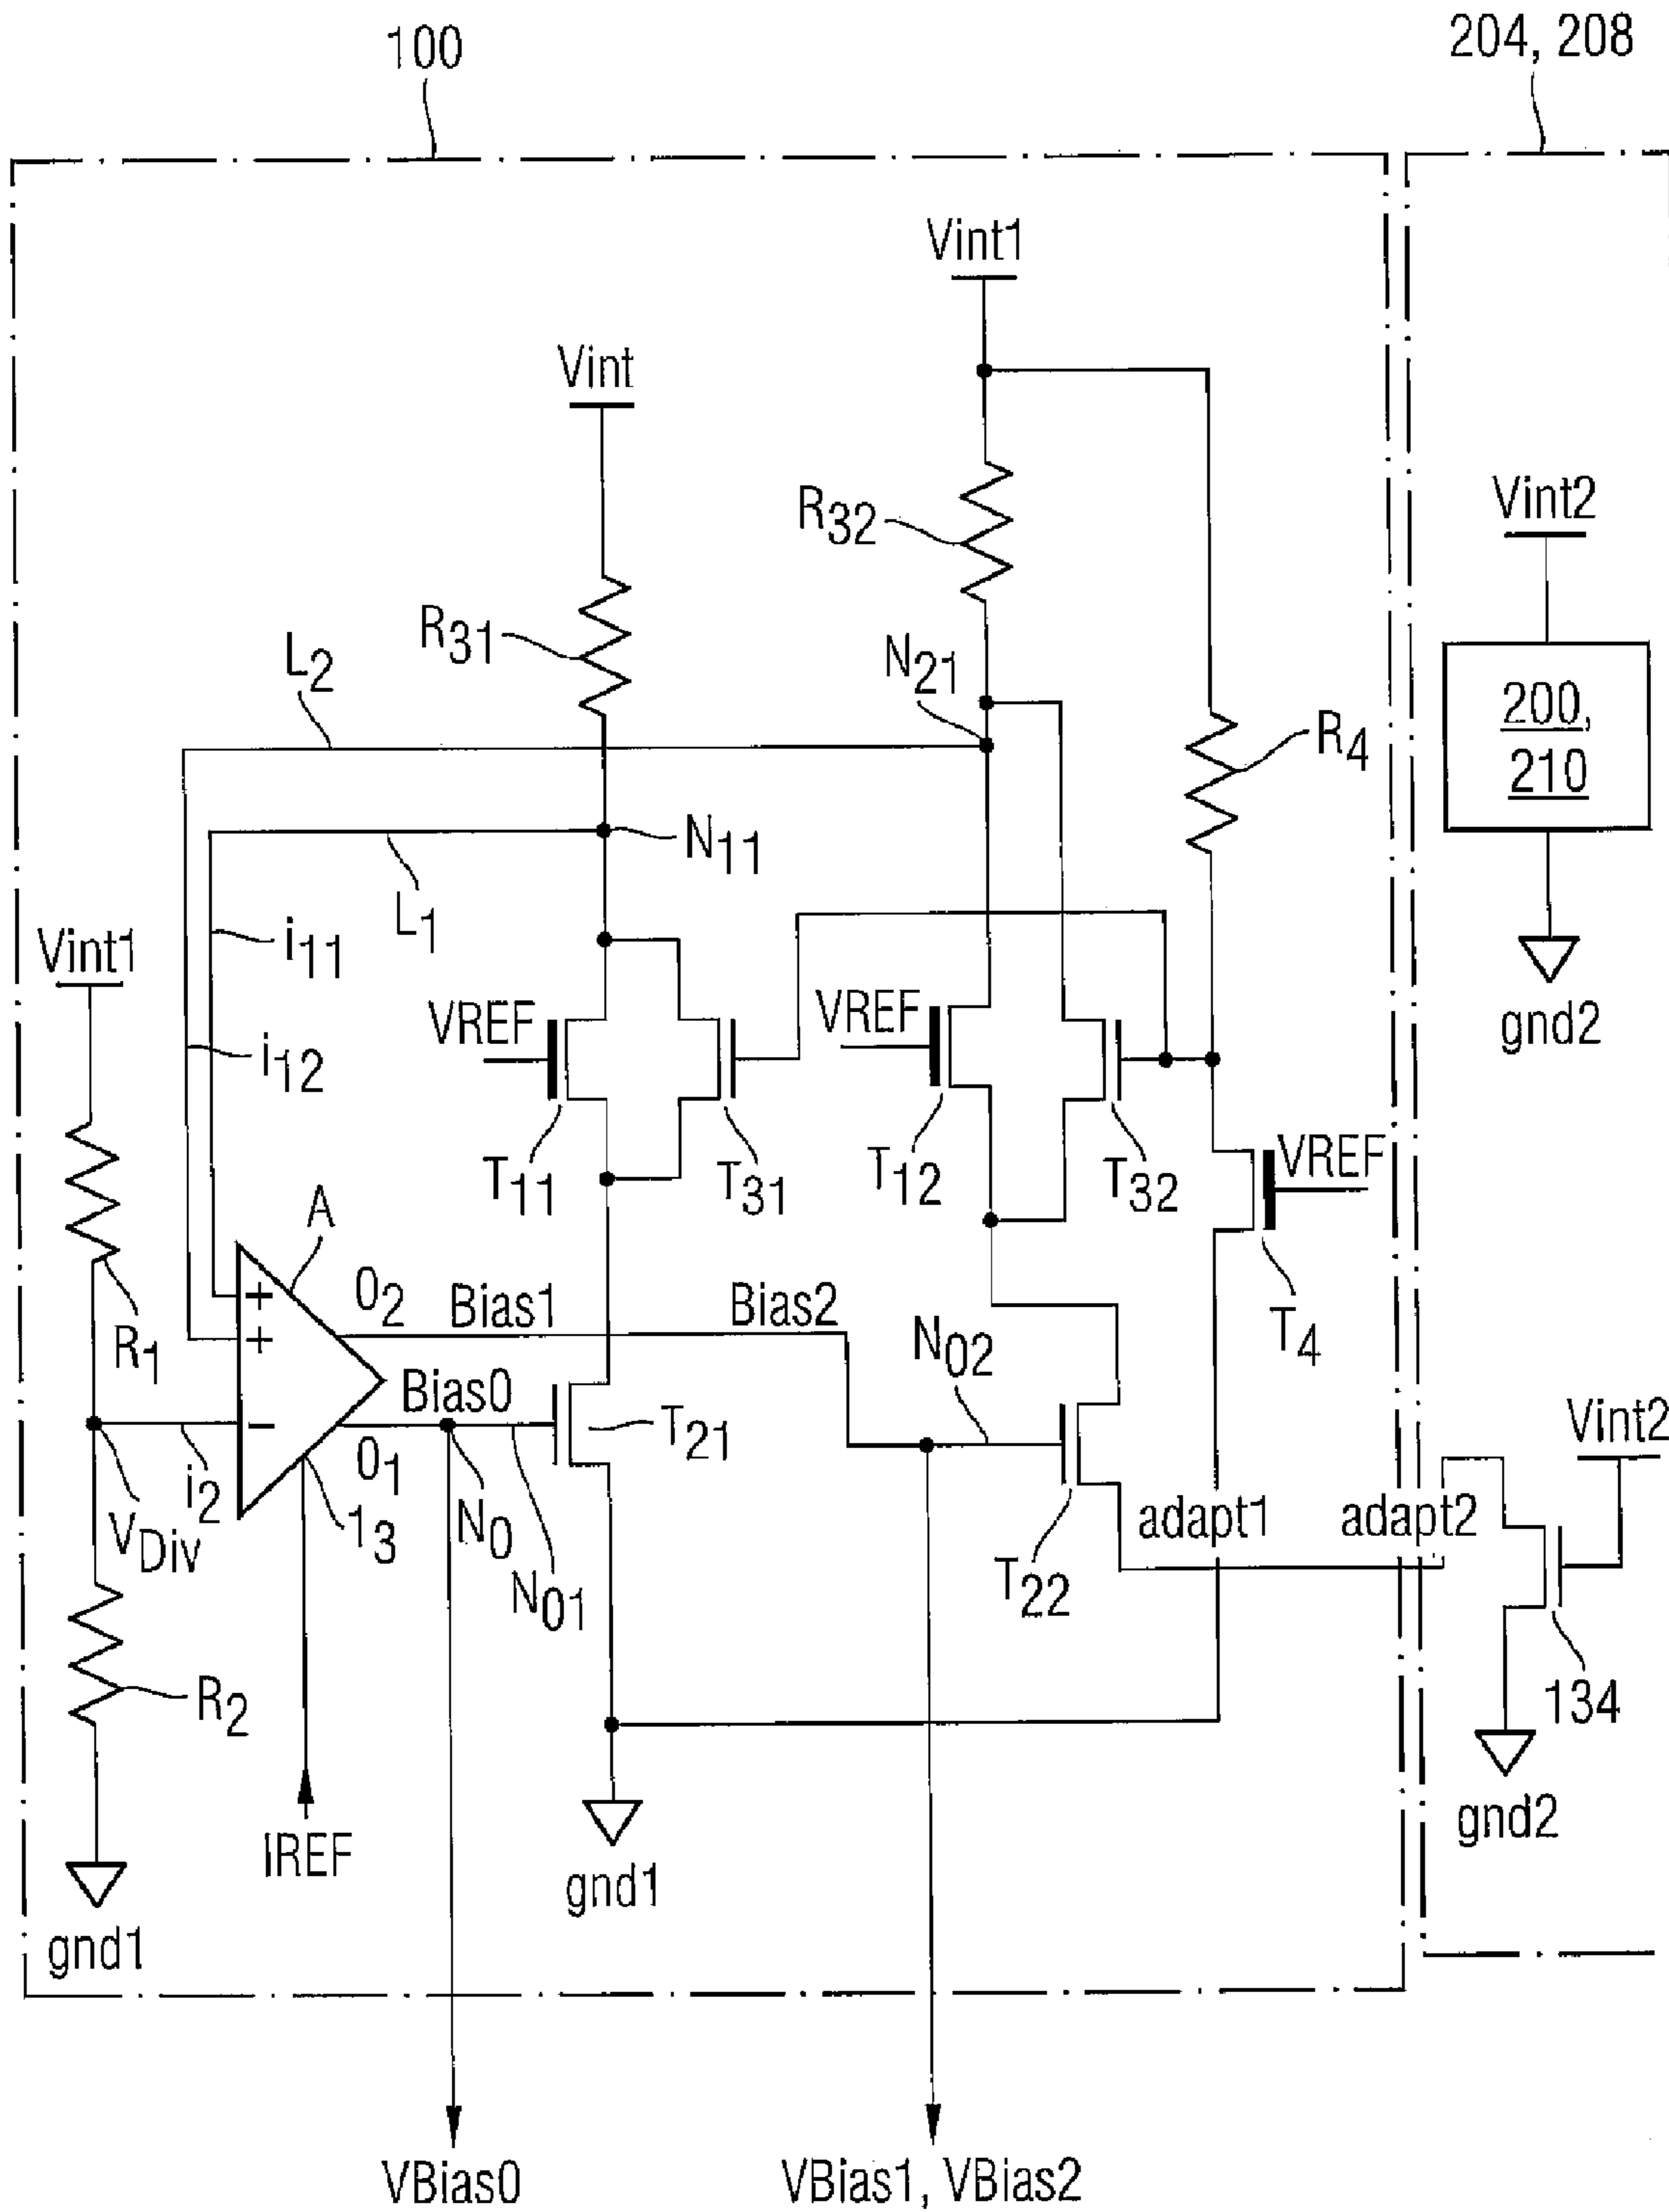 100
204, 208
Vint1
Vint
R32
Vint2
R31
L2
N21
200,
210
R4
N11
L1
i11
Vint1
VREF
VREF
gnd2
i12
T11
T31
T12
T32
VREF
A
O2
Bias1
Bias2
T4
+
+
R1
N02
Bias0
T21
Vint2
-
O1
i2
VDiv
13
N0
N01
T22
adapt1
adapt2
R2
134
IREF
gnd1
gnd2
gnd1
VBias0
VBias1, VBias2